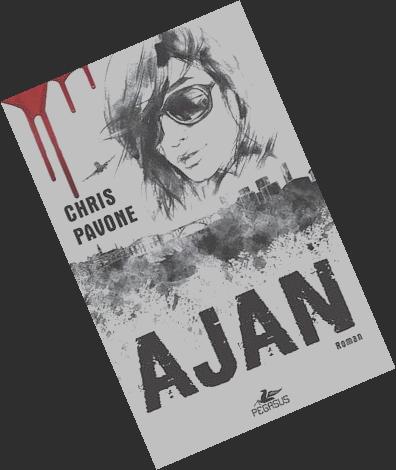 CHRIS
PAVONE
AJAN
Roman
PEGASUS